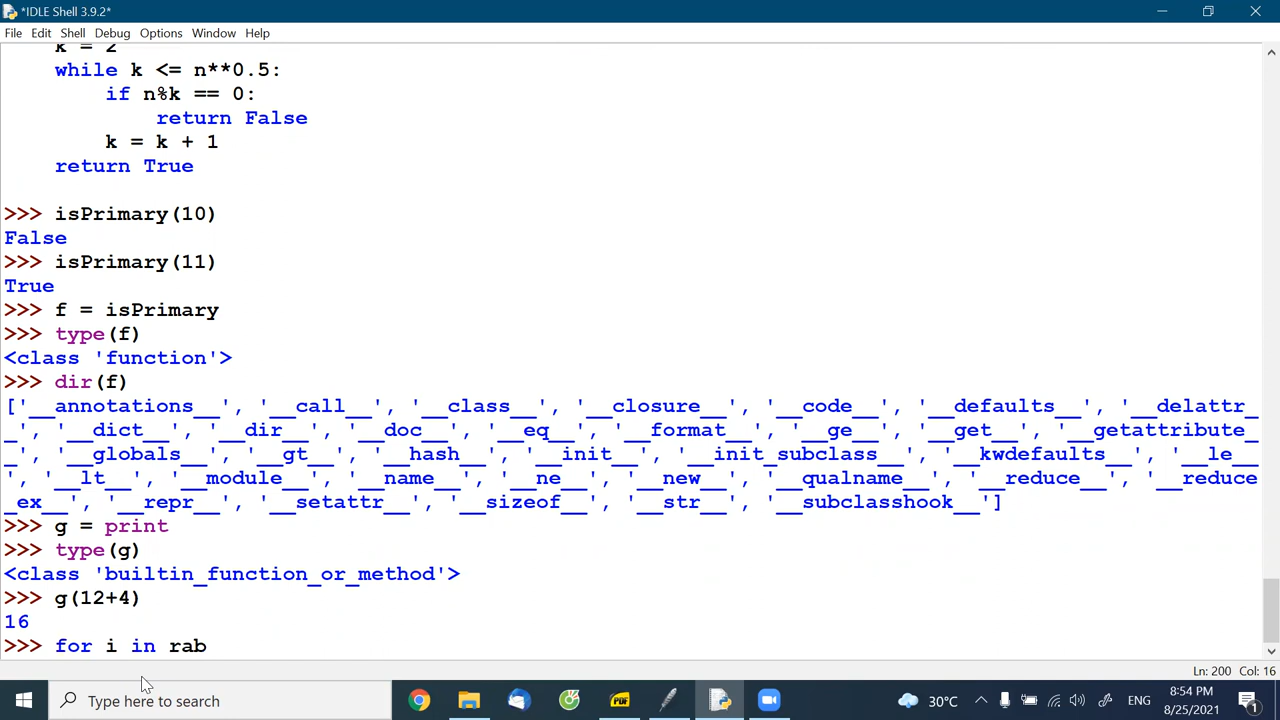 *IDLE Shell 3.9.2*
File Edit Shell Debug Options Window Help
k = 2
while k <= n**0.5:
if n%k == 0:
return False
k = k + 1
return True
>>> isPrimary(10)
False
>>> isPrimary(11)
True
>>> f = isPrimary
>>> type(f)
<class 'function'>
>>> dir(f)
['__annotations__', '__call__', '__class__', '__closure__', '__code__', '__defaults__', '__delattr_
_', '__dict__', '__dir__', '__doc__', '__eq__', '__format__', '__ge__', '__get__', '__getattribute_
_', '__globals__', '__gt__', '__hash__', '__init__', '__init_subclass__', '__kwdefaults__', '__le__
', '__lt__', '__module__', '__name__', '__ne__', '__new__', '__qualname__', '__reduce__', '__reduce
_ex__', '__repr__', '__setattr__', '__sizeof__', '__str__', '__subclasshook__']
>>> g = print
>>> type(g)
<class 'builtin_function_or_method'>
>>> g(12+4)
16
>>> for i in rab
Ln: 200 Col: 16
Type here to search
PDF
30°C
ENG
8:54 PM
8/25/2021
1